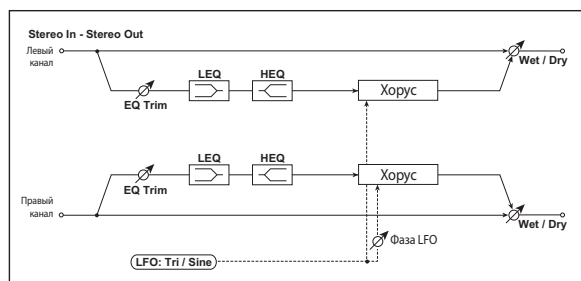 Stereo In - Stereo Out
Левый
канал
Wet / Dry
EQ Trim
LEQ
HEQ
Хорус
LEQ
HEQ
Хорус
EQ Trim
Правый
канал
Wet / Dry
Фаза LFO
LFO: Tri / Sine